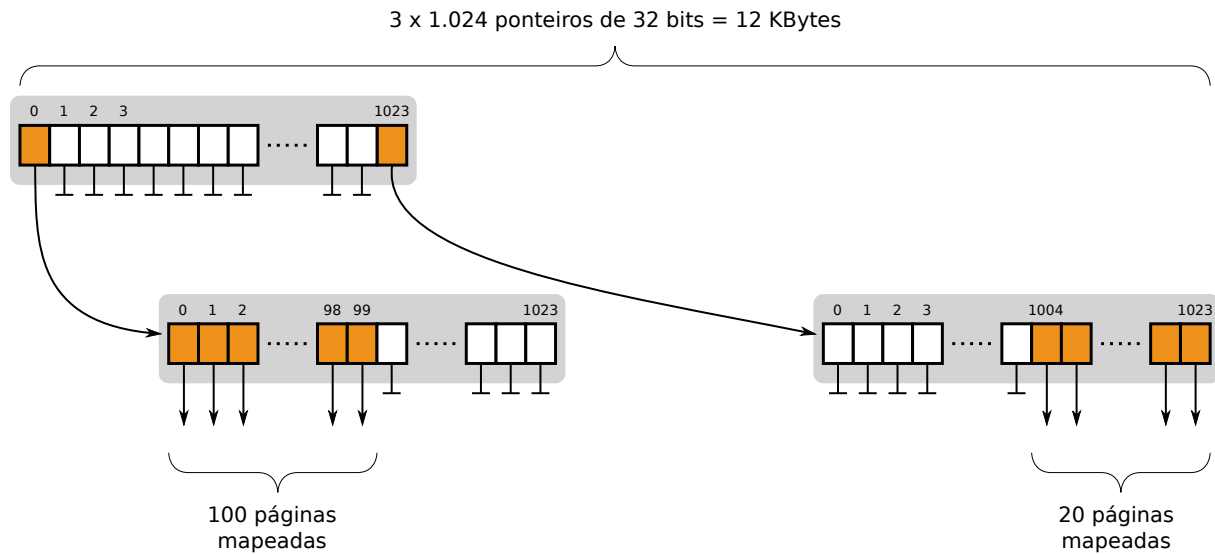 3 x 1.024 ponteiros de 32 bits = 12 KBytes
0 1 2 3 1023
0 1 2 98 99 1023
0 1 2 3 1004 1023
100 páginas
mapeadas
20 páginas
mapeadas